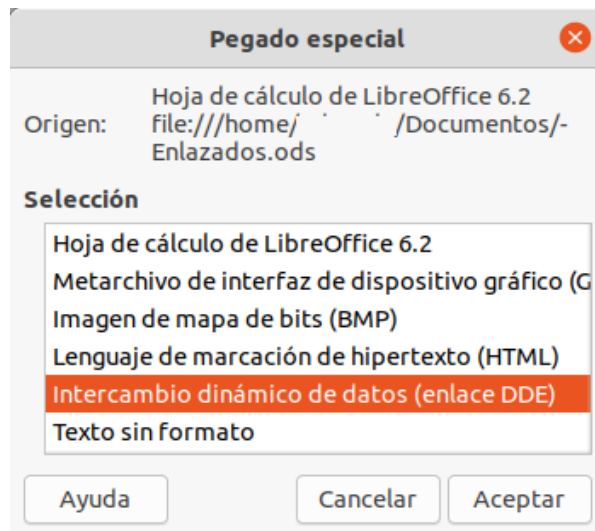 Pegado especial
Hoja de cálculo de LibreOffice 6.2
Origen: file:///home/ /Documentos/-
Enlazados.ods
Selección
Hoja de cálculo de LibreOffice 6.2
Metarchivo de interfaz de dispositivo gráfico (G
Imagen de mapa de bits (BMP)
Lenguaje de marcación de hipertexto (HTML)
Intercambio dinámico de datos (enlace DDE)
Texto sin formato
Ayuda Cancelar Aceptar